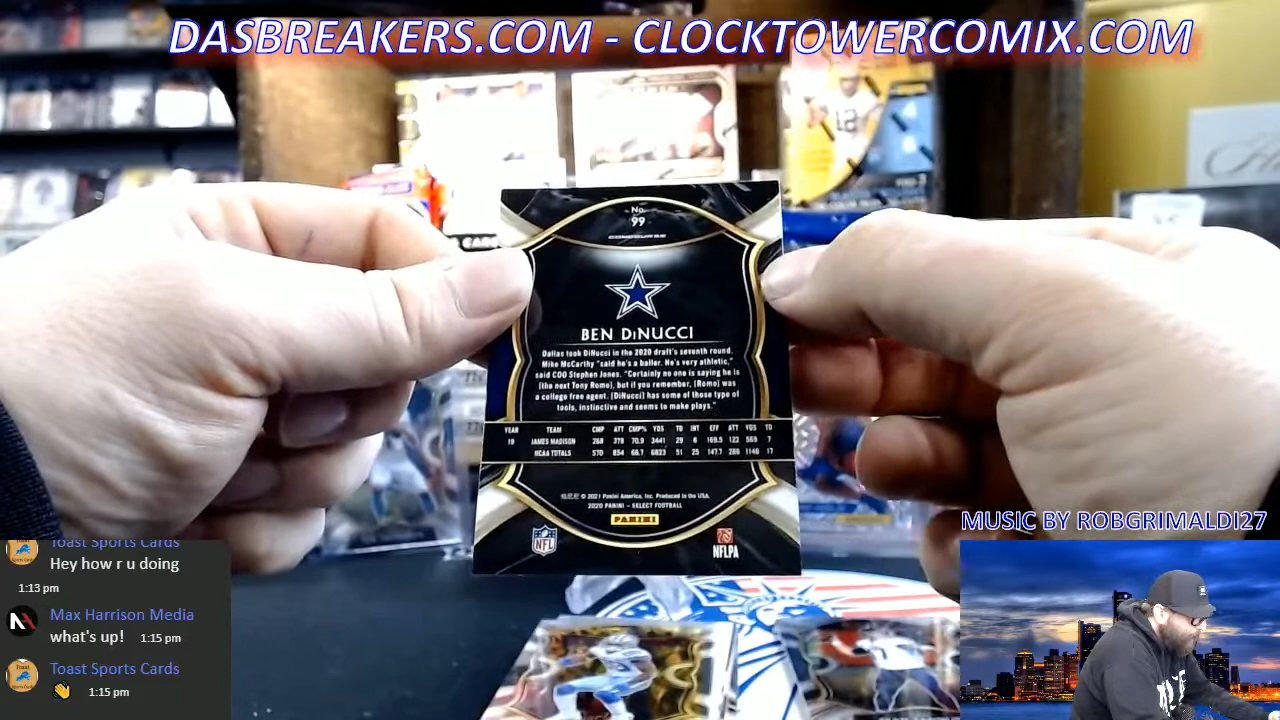 DASBREAKERS.COM - CLOCKTOWERCOMIX.COM
No.
99
CONCOURSE
BEN DiNUCCI
Dallas took DiNucci in the 2020 draft's seventh round.
Mike McCarthy "said he's a baller. He's very athletic,"
said COO Stephen Jones. "Certainly no one is saying he is
[the next Tony Romo], but if you remember, [Romo] was
a college free agent. [DiNucci] has some of those type of
tools, instinctive and seems to make plays."
YEAR TEAM CMP ATT CMP% YDS TD INT EFF ATT YDS TD
19 JAMES MADISON 268 378 70.9 3441 29 6 169.5 122 569 7
NCAA TOTALS 570 854 66.7 6823 51 25 147.7 286 1146 17
© 2021 Panini America, Inc. Produced in the USA.
2020 PANINI - SELECT FOOTBALL
PANINI
NFL
NFLPA
MUSIC BY ROBGRIMALDI27
Toast Sports Cards
Hey how r u doing
1:13 pm
Max Harrison Media
what's up! 1:15 pm
Toast Sports Cards
1:15 pm